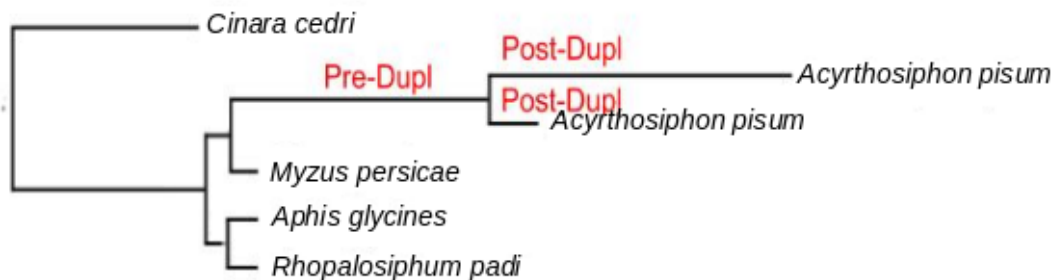 Cinara cedri
Post-Dupl
Pre-Dupl
Acyrthosiphon pisum
Post-Dupl
Acyrthosiphon pisum
Myzus persicae
Aphis glycines
Rhopalosiphum padi